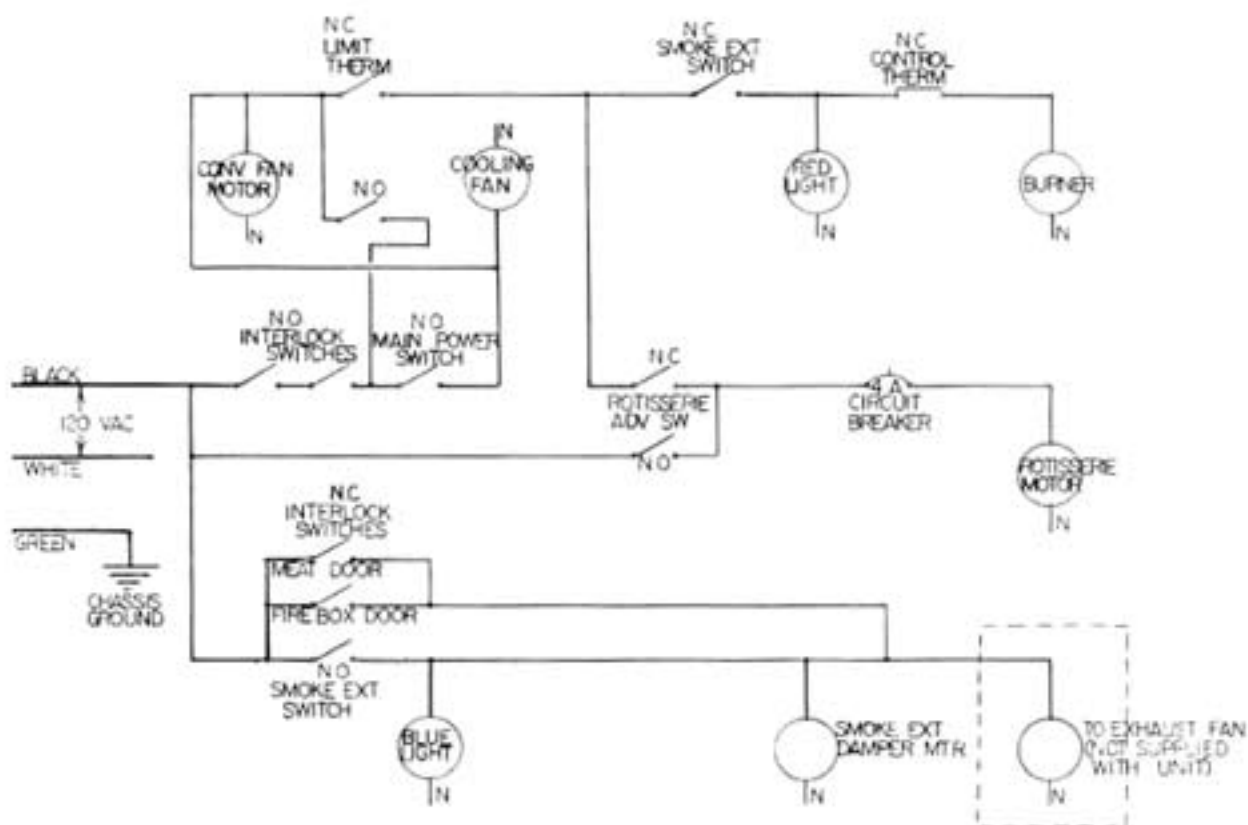 N.C
LIMIT
THERM
N.C
SMOKE EXT
SWITCH
N.C
CONTROL
THERM
N
CONV FAN
MOTOR
N.O
COOLING
FAN
RED
LIGHT
BURNER
N
N
N
N.O
INTERLOCK
SWITCHES
N.O
MAIN POWER
SWITCH
N.C
BLACK
4 A
CIRCUIT
BREAKER
ROTISSERIE
ADV SW
120 VAC
WHITE
N.O
ROTISSERIE
MOTOR
N
N.C
INTERLOCK
SWITCHES
GREEN
MEAT DOOR
CHASSIS
GROUND
FIRE BOX DOOR
N.O
SMOKE EXT
SWITCH
BLUE
LIGHT
N
SMOKE EXT
DAMPER MTR
N
TO EXHAUST FAN
(NOT SUPPLIED
WITH UNIT)
N